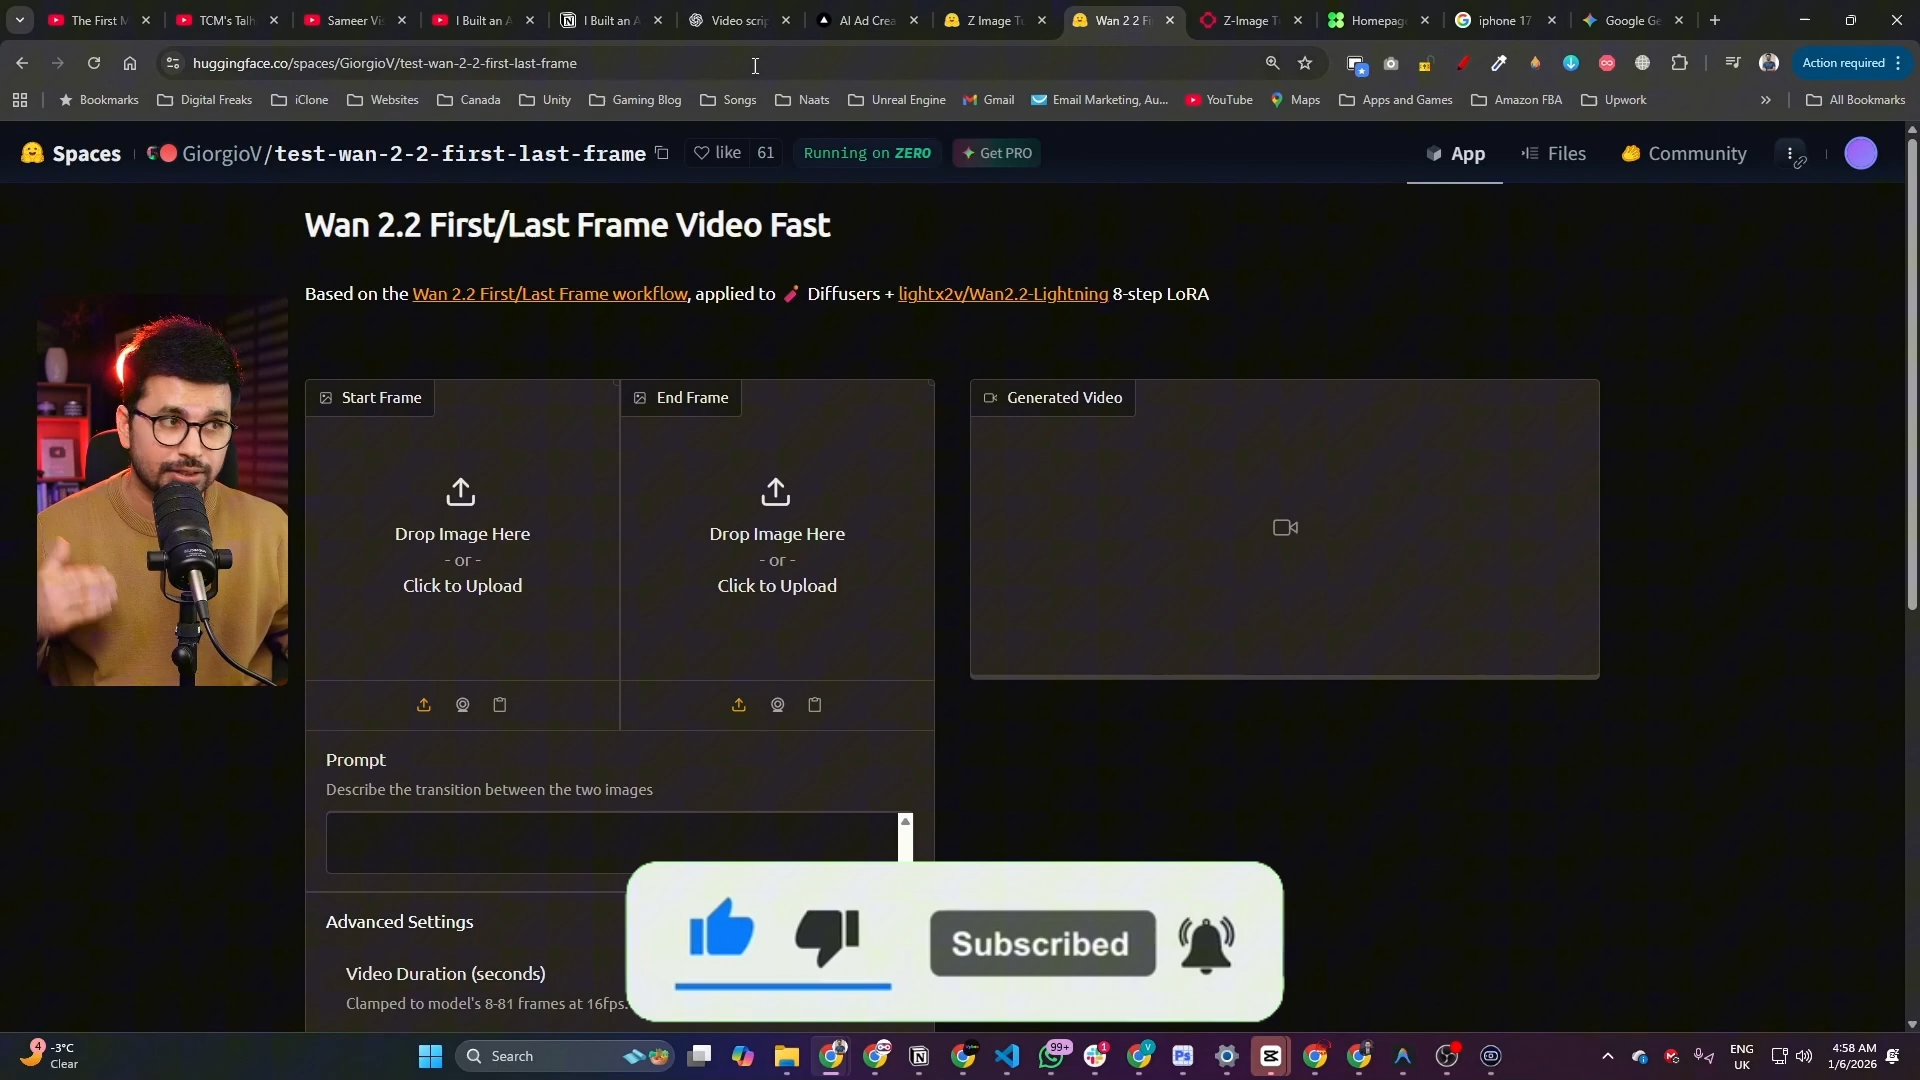 The First M
TCM's Talk
Sameer Vi
I Built an A
I Built an A
Video scrip
AI Ad Crea
Z Image Tu
Wan 2 2 Fi
Z-Image T
Homepage
iphone 17
Google Ge
huggingface.co/spaces/GiorgioV/test-wan-2-2-first-last-frame
Action required
Bookmarks
Digital Freaks
iClone
Websites
Canada
Unity
Gaming Blog
Songs
Naats
Unreal Engine
Gmail
Email Marketing, Au...
YouTube
Maps
Apps and Games
Amazon FBA
Upwork
All Bookmarks
Spaces
GiorgioV/test-wan-2-2-first-last-frame
like 61
Running on ZERO
Get PRO
App
Files
Community
Wan 2.2 First/Last Frame Video Fast
Based on the Wan 2.2 First/Last Frame workflow, applied to Diffusers + lightx2v/Wan2.2-Lightning 8-step LoRA
Start Frame
End Frame
Generated Video
Drop Image Here
- or -
Click to Upload
Drop Image Here
- or -
Click to Upload
Prompt
Describe the transition between the two images
Advanced Settings
Video Duration (seconds)
Clamped to model's 8-81 frames at 16fps.
Subscribed
4
-3°C
Clear
Search
99+
1
ENG
UK
4:58 AM
1/6/2026